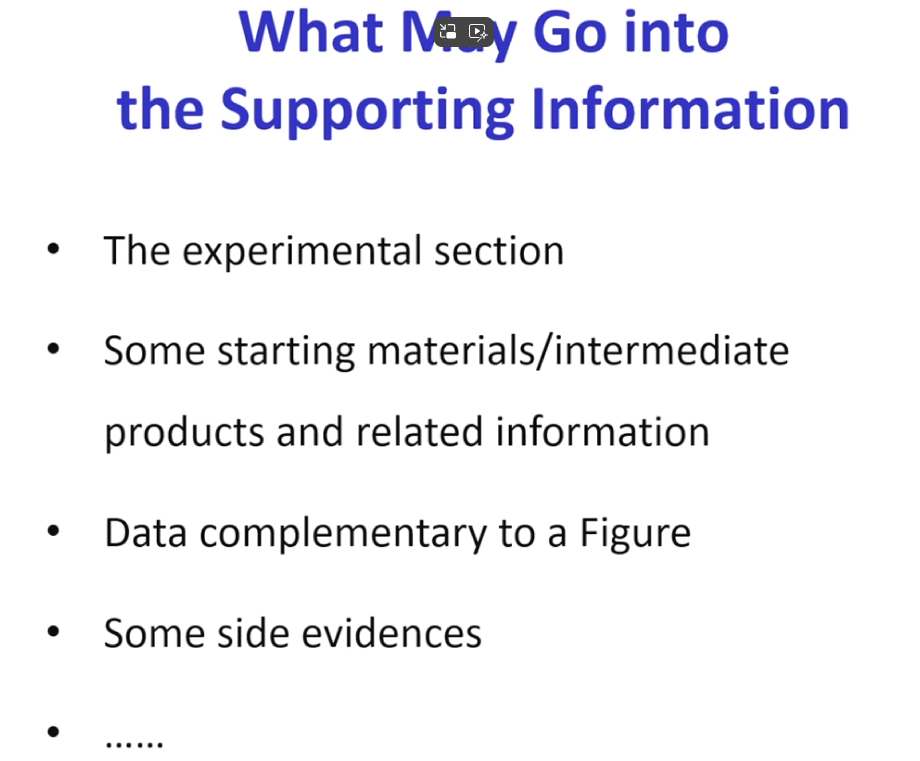 What May Go into
the Supporting Information
• The experimental section
• Some starting materials/intermediate
products and related information
• Data complementary to a Figure
• Some side evidences
• ......